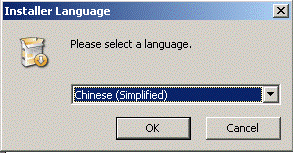 Installer Language
Please select a language.
Chinese (Simplified)
OK
Cancel